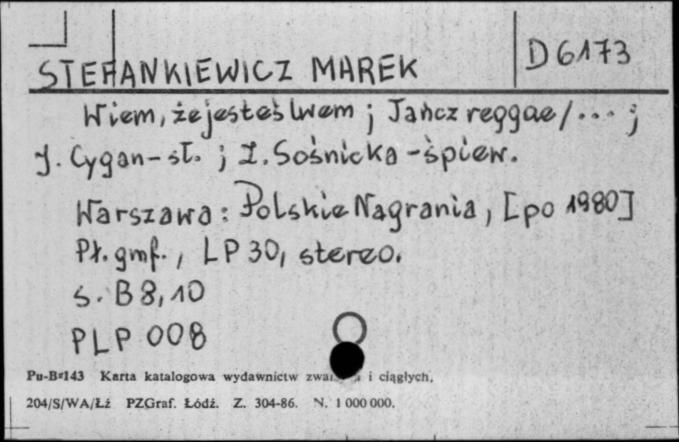 STEFANKIEWICZ MAREK
D 6173
Wiem, że jesteś lwem ; Tańcz reggae / ... ;
J. Cygan - sł. ; I. Sośnicka - śpiew.
Warszawa : Polskie Nagrania, [po 1980]
Pł. gmf., LP 30, stereo.
s. B 8, 10
PLP 008
Pu-B-143 Karta katalogowa wydawnictw i ciągłych.
204/S/WA/Łż PZGraf. Łódź. Z. 304-86. N. 1 000 000.